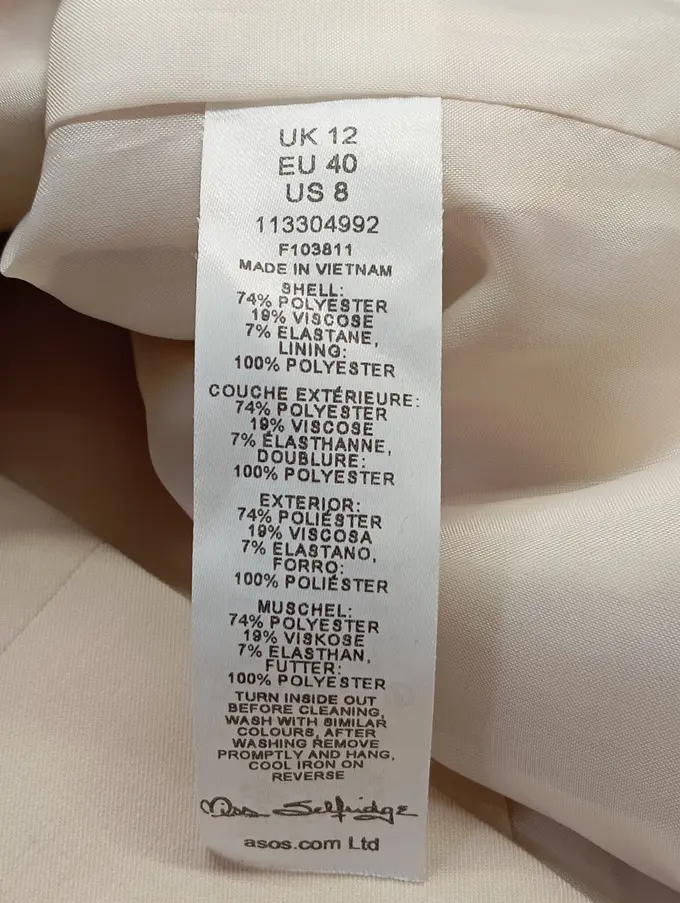 UK 12
EU 40
US 8
113304992
F103811
MADE IN VIETNAM
SHELL:
74% POLYESTER
19% VISCOSE
7% ELASTANE,
LINING:
100% POLYESTER
COUCHE EXTÉRIEURE:
74% POLYESTER
19% VISCOSE
7% ÉLASTHANNE,
DOUBLURE:
100% POLYESTER
EXTERIOR:
74% POLIÉSTER
19% VISCOSA
7% ELASTANO,
FORRO:
100% POLIÉSTER
MUSCHEL:
74% POLYESTER
19% VISKOSE
7% ELASTHAN,
FUTTER:
100% POLYESTER
TURN INSIDE OUT
BEFORE CLEANING,
WASH WITH SIMILAR
COLOURS, AFTER
WASHING REMOVE
PROMPTLY AND HANG,
COOL IRON ON
REVERSE
Miss Selfridge
asos.com Ltd